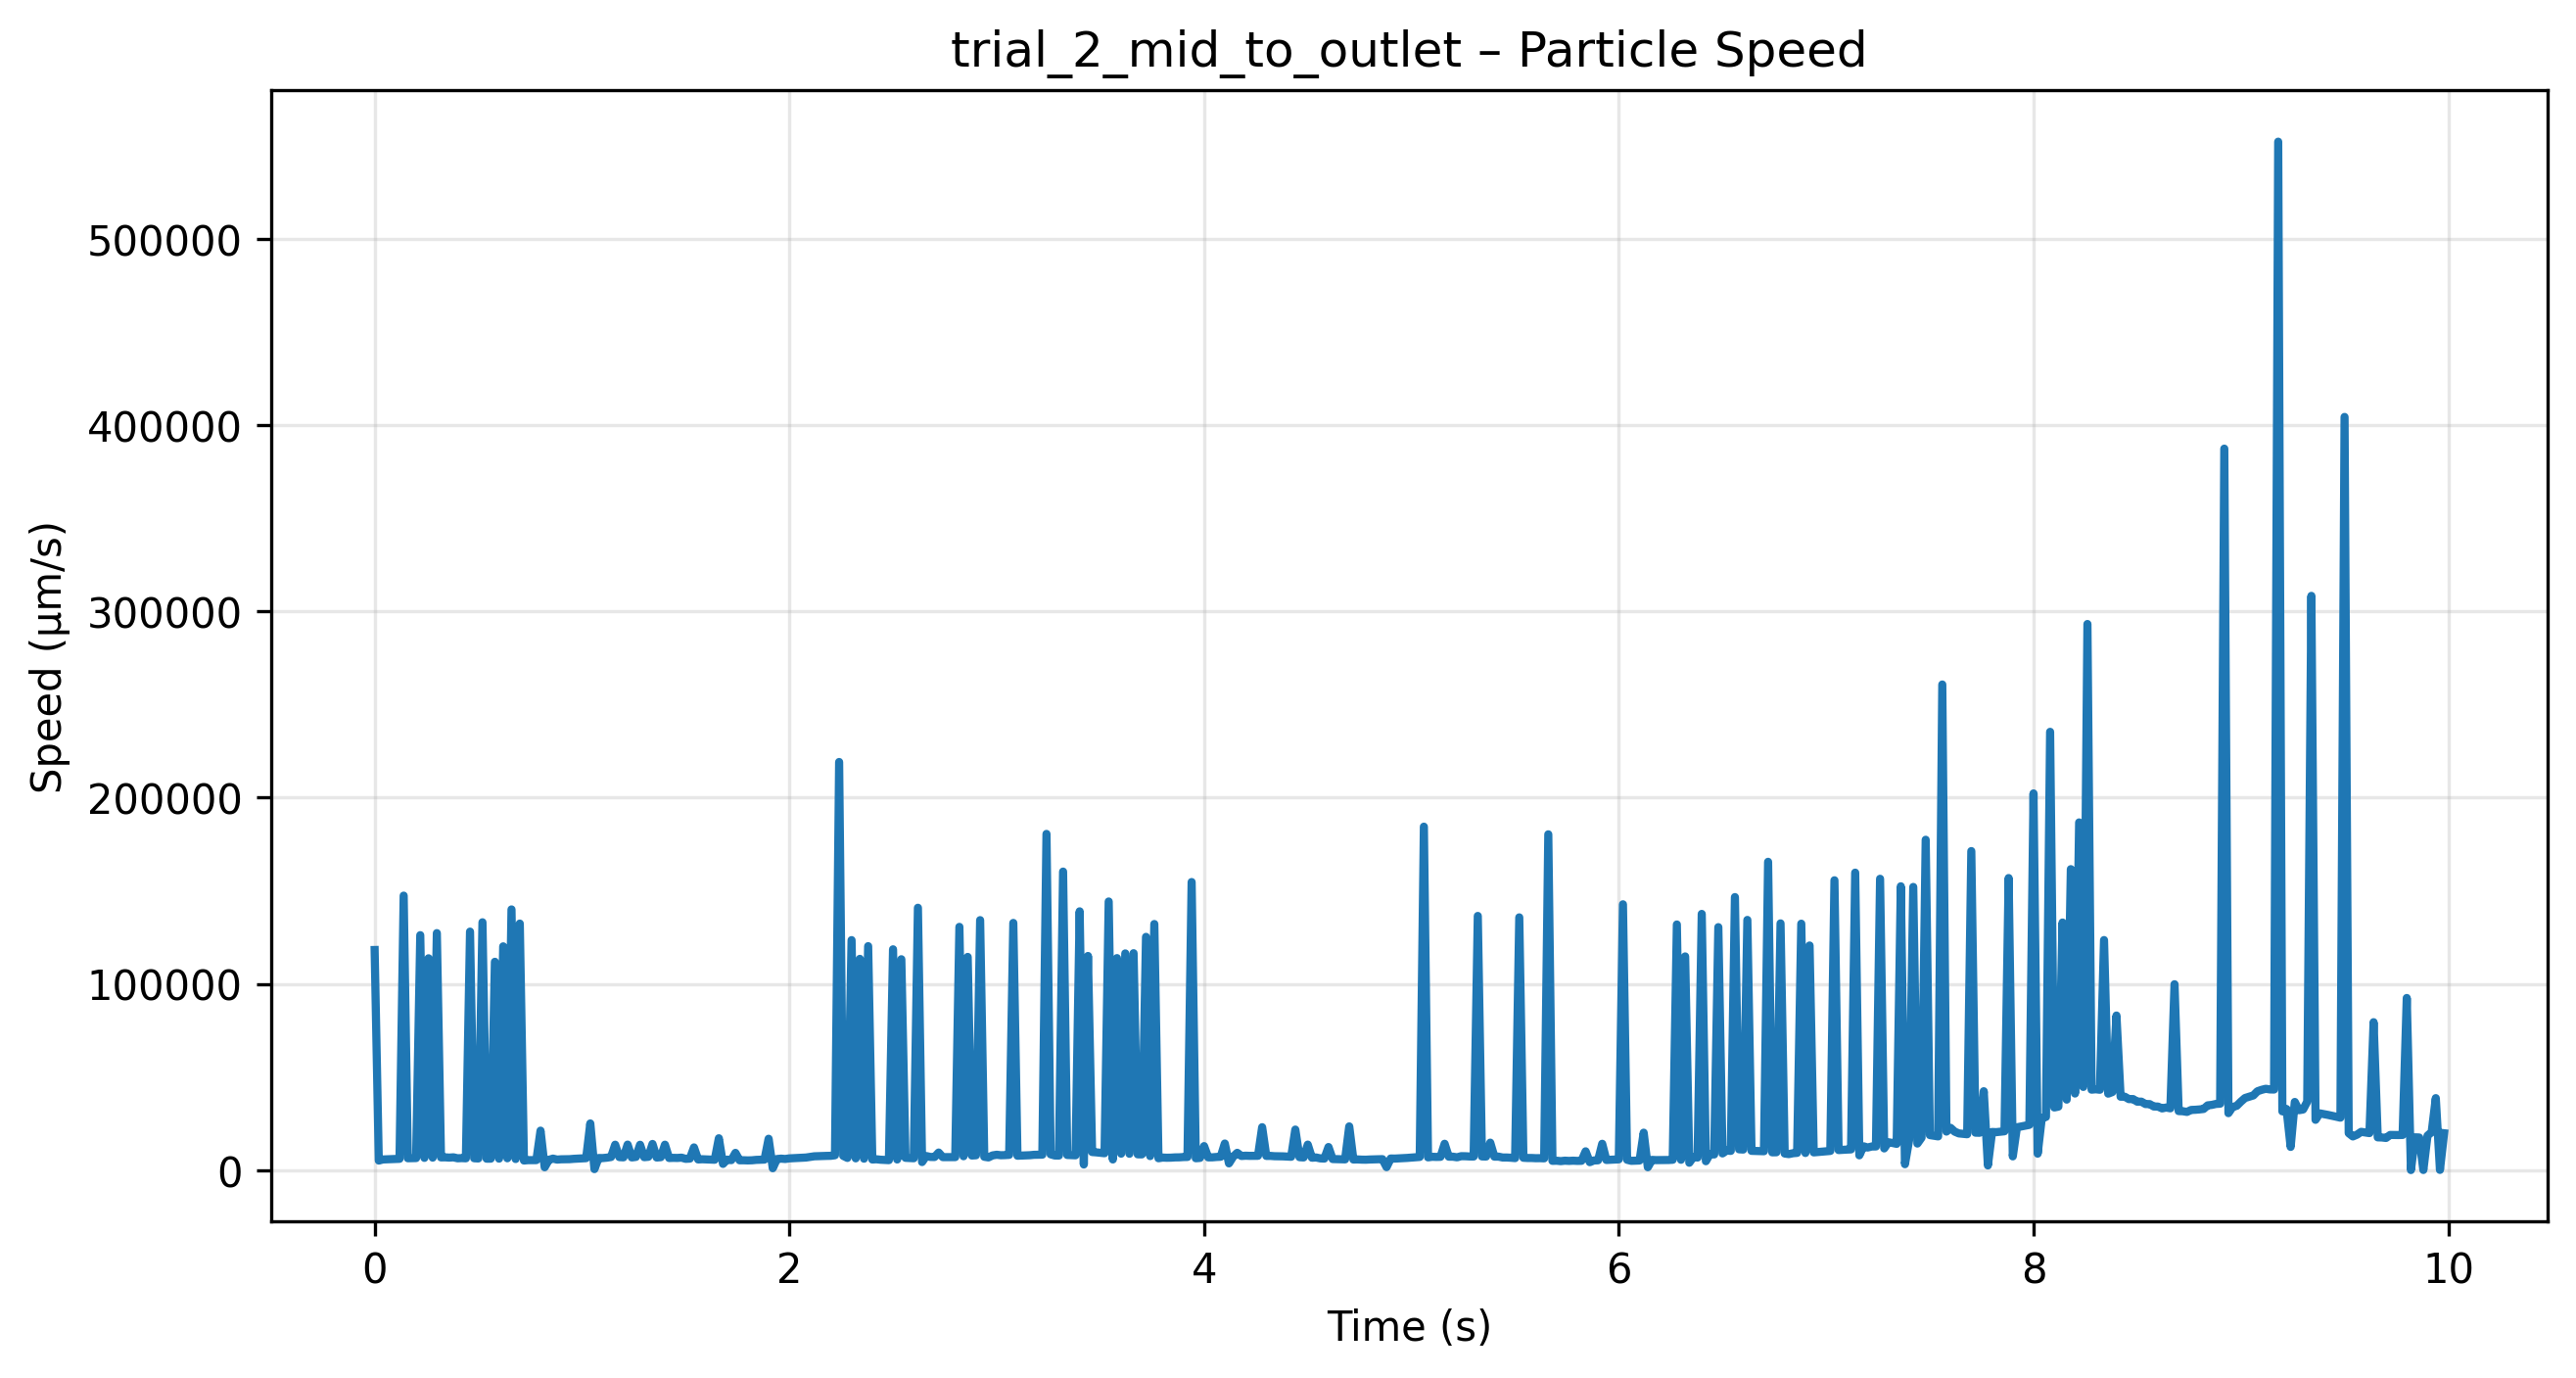 trial_2_mid_to_outlet – Particle Speed
Speed (µm/s)
500000
400000
300000
200000
100000
0
0 2 4 6 8 10
Time (s)